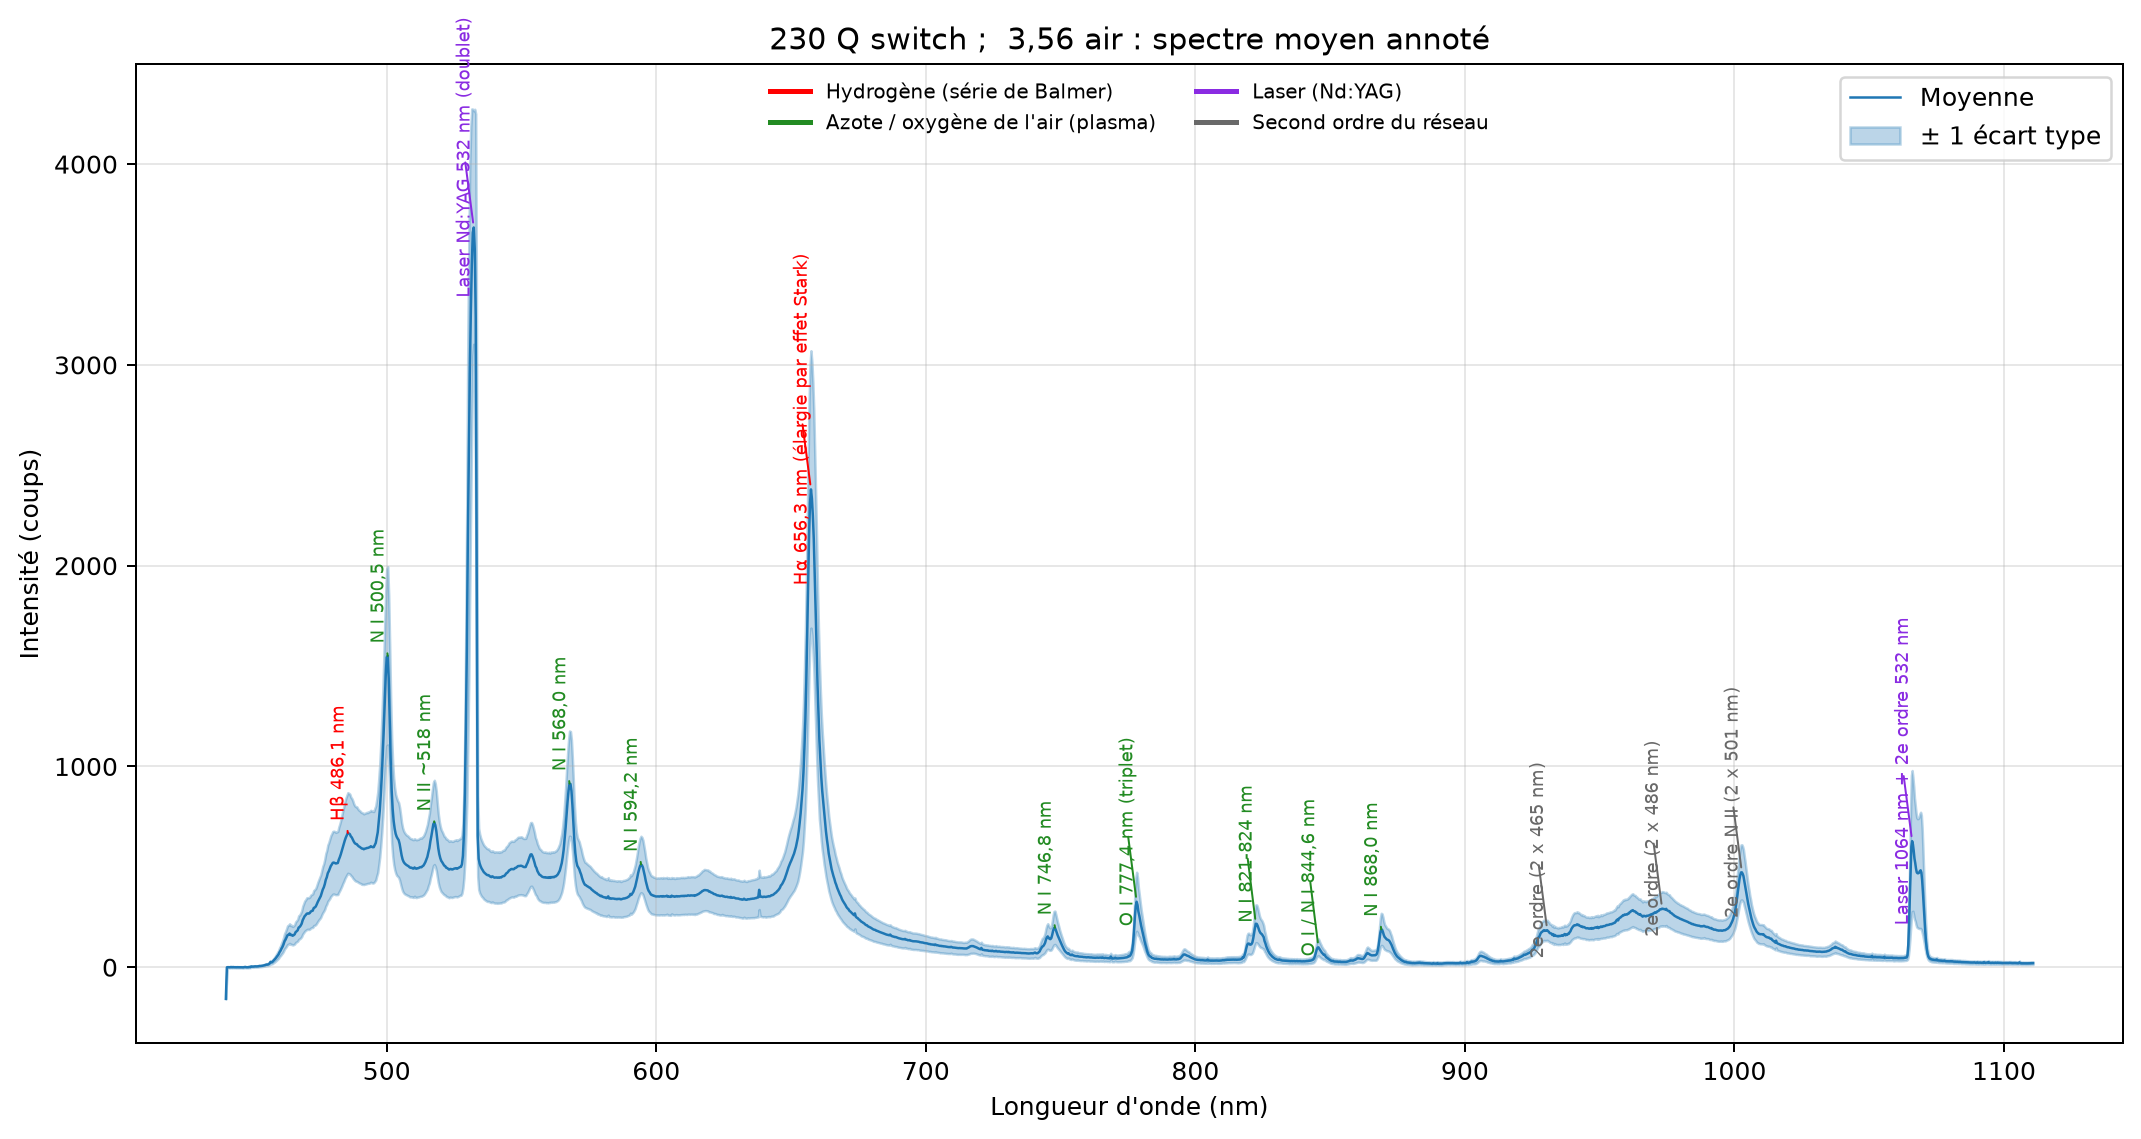 230 Q switch ;  3,56 air : spectre moyen annoté
Hydrogène (série de Balmer)
Azote / oxygène de l'air (plasma)
Laser (Nd:YAG)
Second ordre du réseau
Moyenne
± 1 écart type
Intensité (coups)
4000
3000
2000
1000
0
Hβ 486,1 nm
N I 500,5 nm
N II ~518 nm
Laser Nd:YAG 532 nm (doublet)
N I 568,0 nm
N I 594,2 nm
Hα 656,3 nm (élargie par effet Stark)
N I 746,8 nm
O I 777,4 nm (triplet)
N I 821-824 nm
O I / N I 844,6 nm
N I 868,0 nm
2e ordre (2 x 465 nm)
2e ordre (2 x 486 nm)
2e ordre N II (2 x 501 nm)
Laser 1064 nm + 2e ordre 532 nm
500
600
700
800
900
1000
1100
Longueur d'onde (nm)